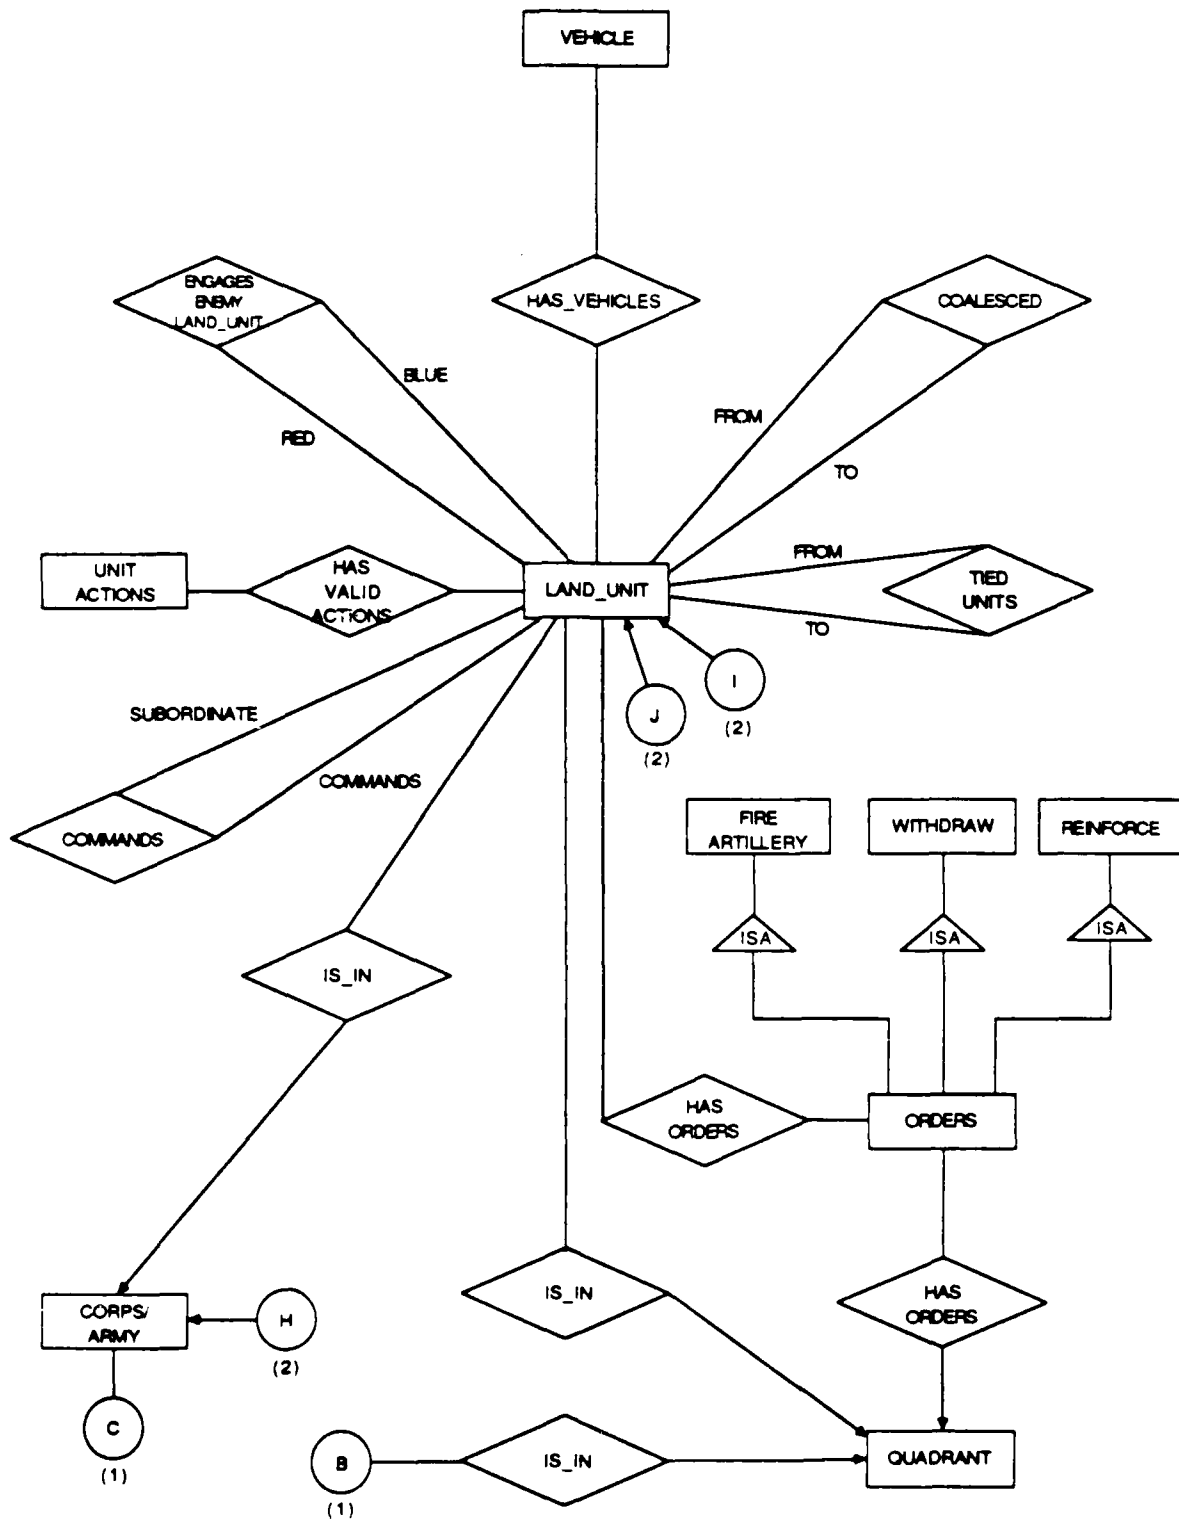 VEHICLE
ENGAGES
ENEMY
LAND_UNIT
HAS_VEHICLES
COALESCED
BLUE
RED
FROM
TO
UNIT
ACTIONS
HAS
VALID
ACTIONS
LAND_UNIT
FROM
TO
TIED
UNITS
I
(2)
J
(2)
SUBORDINATE
COMMANDS
COMMANDS
FIRE
ARTILLERY
WITHDRAW
REINFORCE
ISA
ISA
ISA
IS_IN
HAS
ORDERS
ORDERS
IS_IN
HAS
ORDERS
CORPS/
ARMY
H
(2)
C
(1)
B
(1)
IS_IN
QUADRANT